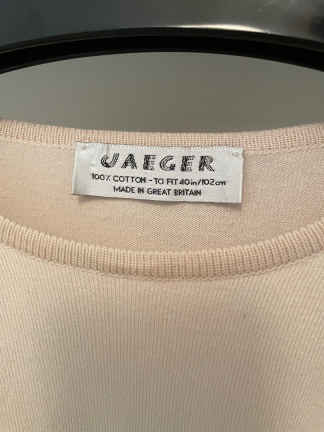 JAEGER
100% COTTON - TO FIT 40in/102cm
MADE IN GREAT BRITAIN